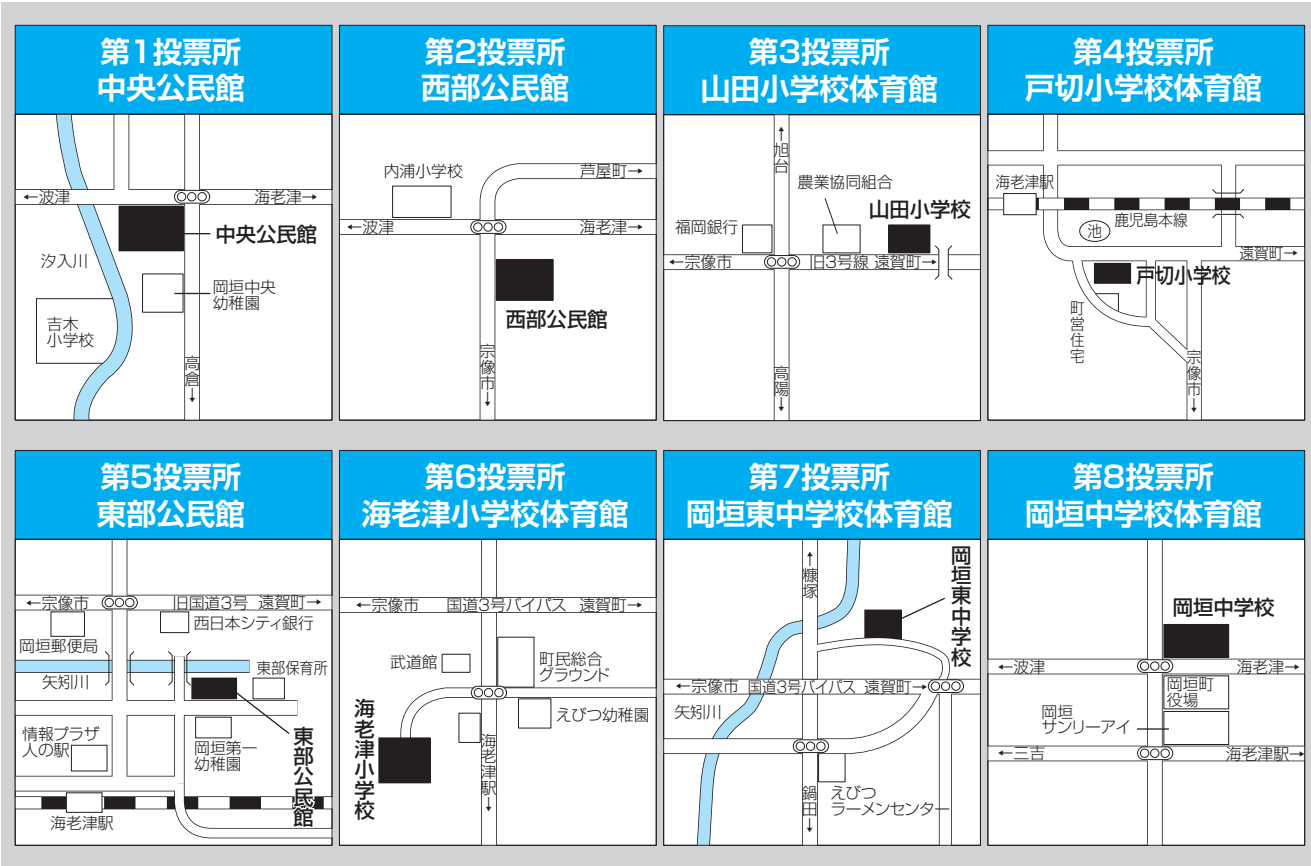 第1投票所
中央公民館
←波津
海老津→
中央公民館
汐入川
岡垣中央
幼稚園
吉木
小学校
高倉→
第2投票所
西部公民館
内浦小学校
芦屋町→
←波津
海老津→
西部公民館
宗像市→
第3投票所
山田小学校体育館
←旭台
農業協同組合
山田小学校
福岡銀行
←宗像市
旧3号線 遠賀町→
高陽→
第4投票所
戸切小学校体育館
海老津駅
鹿児島本線
池
遠賀町→
戸切小学校
町営住宅
宗像市→
第5投票所
東部公民館
←宗像市
旧国道3号 遠賀町→
西日本シティ銀行
岡垣郵便局
東部保育所
矢矧川
情報プラザ
人の駅
岡垣第一
幼稚園
東部公民館
海老津駅
第6投票所
海老津小学校体育館
←宗像市 国道3号バイパス 遠賀町→
武道館
町民総合
グラウンド
えびつ幼稚園
海老津小学校
海老津駅→
第7投票所
岡垣東中学校体育館
←糠塚
岡垣東中学校
←宗像市 国道3号バイパス 遠賀町→
矢矧川
えびつ
ラーメンセンター
鍋田→
第8投票所
岡垣中学校体育館
岡垣中学校
←波津
海老津→
岡垣町
役場
岡垣
サンリーアイ
←三吉
海老津駅→